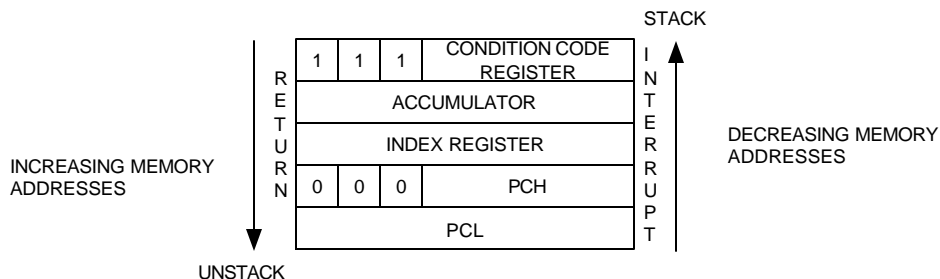 STACK
1 1 1 CONDITION CODE
REGISTER
ACCUMULATOR
INDEX REGISTER
0 0 0 PCH
PCL
RETURN
INTERRUPT
INCREASING MEMORY
ADDRESSES
DECREASING MEMORY
ADDRESSES
UNSTACK